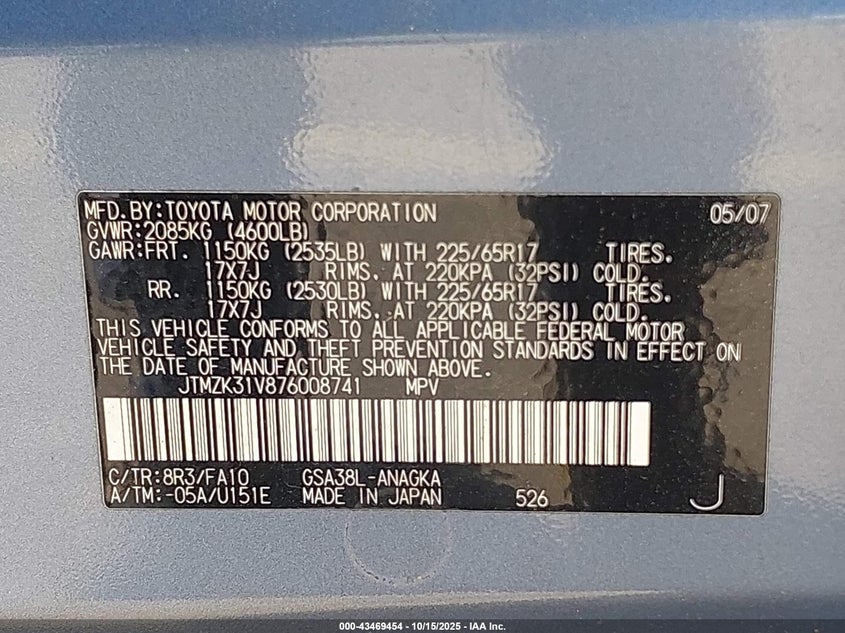 MFD.BY:TOYOTA MOTOR CORPORATION 05/07
GVWR:2085KG (4600LB)
GAWR:FRT. 1150KG (2535LB) WITH 225/65R17 TIRES.
17X7J RIMS. AT 220KPA (32PSI) COLD.
RR. 1150KG (2530LB) WITH 225/65R17 TIRES.
17X7J RIMS. AT 220KPA (32PSI) COLD.
THIS VEHICLE CONFORMS TO ALL APPLICABLE FEDERAL MOTOR
VEHICLE SAFETY AND THEFT PREVENTION STANDARDS IN EFFECT ON
THE DATE OF MANUFACTURE SHOWN ABOVE.
JTMZK31V876008741 MPV
C/TR:8R3/FA10 GSA38L-ANAGKA
A/TM:-05A/U151E MADE IN JAPAN 526 J
000-43469454 - 10/15/2025 - IAA Inc.